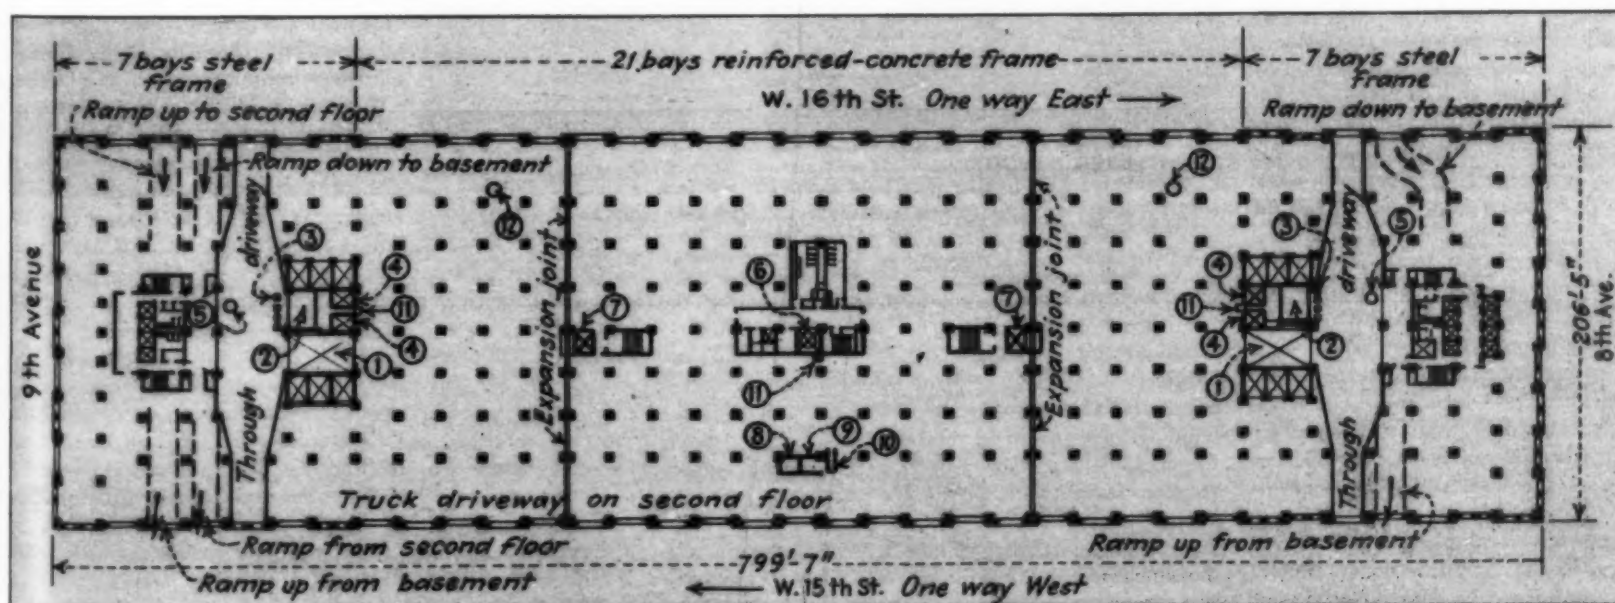 7 bays steel
frame
21 bays reinforced-concrete frame
7 bays steel
frame
W. 16th St. One way East
Ramp up to second floor
Ramp down to basement
Ramp down to basement
9th Avenue
driveway
Through
3
12
4
11
4
5
2
1
Expansion joint
7
6
11
8
9
10
7
Expansion joint
12
3
5
4
11
4
2
1
driveway
Through
206'-5"
8th Ave.
Truck driveway on second floor
Ramp from second floor
Ramp up from basement
Ramp up from basement
799'-7"
W. 15th St. One way West